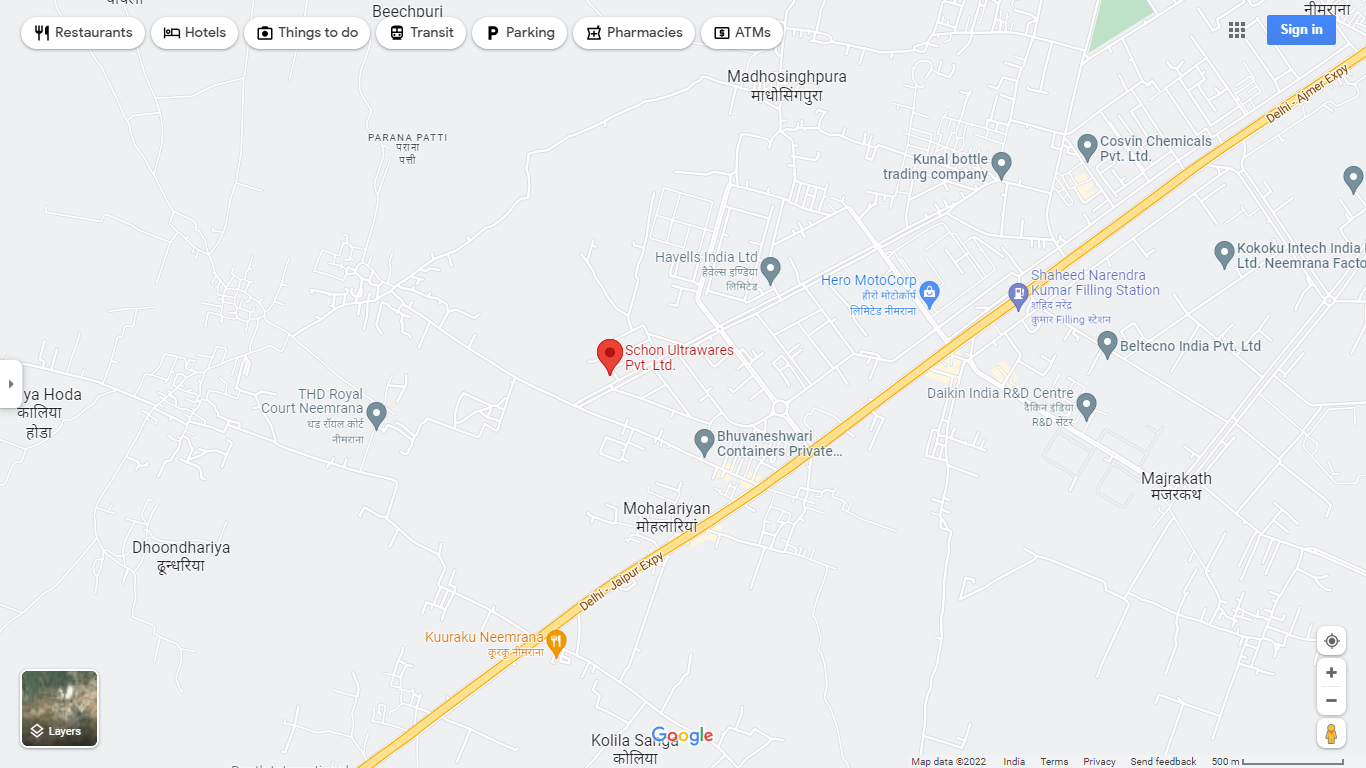 Beechpuri
नीमराना
Restaurants
Hotels
Things to do
Transit
Parking
Pharmacies
ATMs
Sign in
Madhosinghpura
माधोसिंगपुरा
Delhi - Ajmer Expy
PARANA PATTI
पराना
पत्ती
Cosvin Chemicals
Pvt. Ltd.
Kunal bottle
trading company
Havells India Ltd
हैवेल्स इण्डिया
लिमिटेड
Kokoku Intech India
Ltd. Neemrana Facto
Hero MotoCorp
हीरो मोटोकॉर्प
लिमिटेड नीमराना
Shaheed Narendra
Kumar Filling Station
शहिद नरेंद्र
कुमार Filling स्टेशन
Beltecno India Pvt. Ltd
Schon Ultrawares
Pvt. Ltd.
ya Hoda
कालिया
होडा
THD Royal
Court Neemrana
थड रॉयल कोर्ट
नीमराना
Daikin India R&D Centre
दैकिन इंडिया
R&D सेंटर
Bhuvaneshwari
Containers Private...
Majrakath
मजरकथ
Mohalariyan
मोहलारियां
Dhoondhariya
ढून्धरिया
Delhi - Jaipur Expy
Kuuraku Neemrana
कूरकू नीमराना
Layers
Kolila Sanga
कोलिया
Google
Map data ©2022 India Terms Privacy Send feedback 500 m